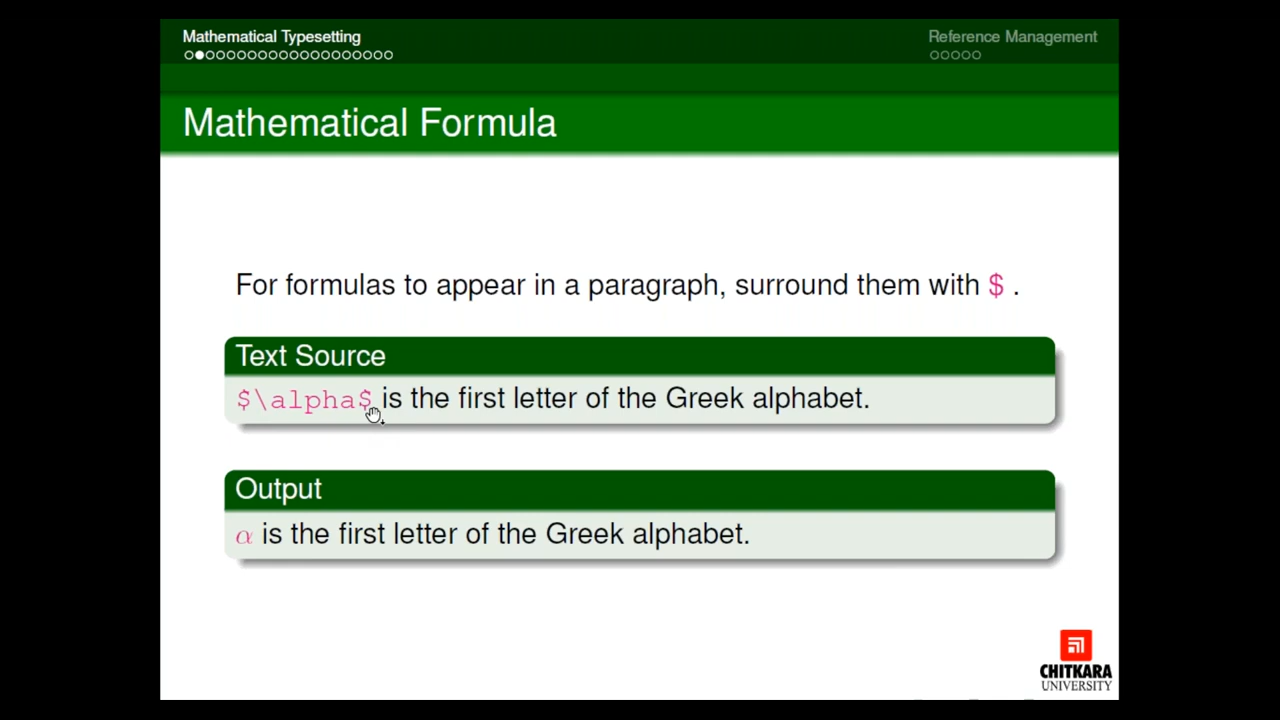 Mathematical Typesetting
Reference Management
Mathematical Formula
For formulas to appear in a paragraph, surround them with $ .
Text Source
$\alpha$ is the first letter of the Greek alphabet.
Output
α is the first letter of the Greek alphabet.
CHITKARA
UNIVERSITY